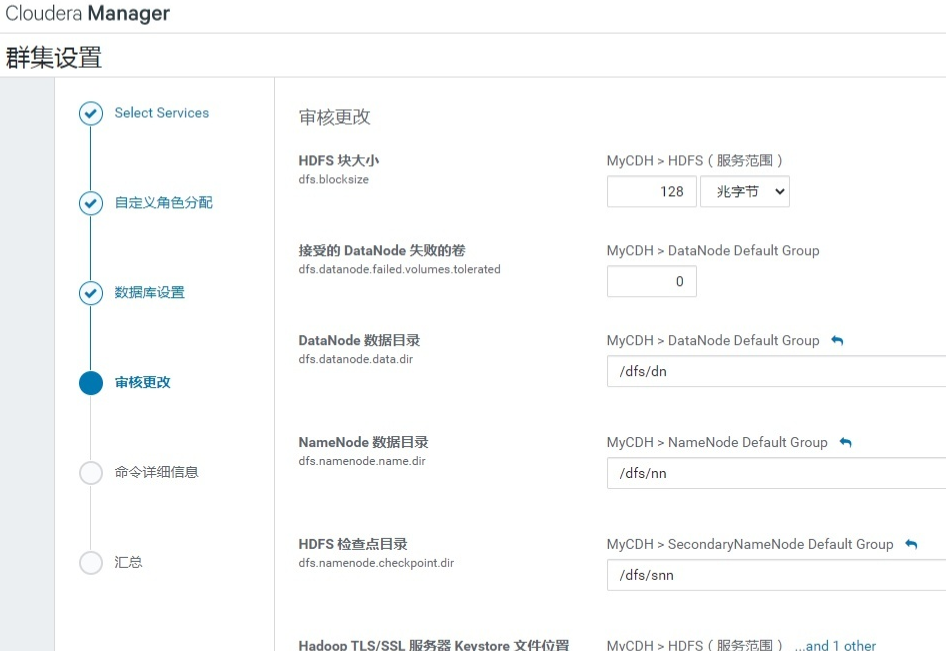 Cloudera Manager
群集设置
Select Services
自定义角色分配
数据库设置
审核更改
命令详细信息
汇总
审核更改
HDFS 块大小
dfs.blocksize
MyCDH > HDFS（服务范围）
128 兆字节
接受的 DataNode 失败的卷
dfs.datanode.failed.volumes.tolerated
MyCDH > DataNode Default Group
0
DataNode 数据目录
dfs.datanode.data.dir
MyCDH > DataNode Default Group
/dfs/dn
NameNode 数据目录
dfs.namenode.name.dir
MyCDH > NameNode Default Group
/dfs/nn
HDFS 检查点目录
dfs.namenode.checkpoint.dir
MyCDH > SecondaryNameNode Default Group
/dfs/snn
Hadoop TLS/SSL 服务器 Keystore 文件位置
MyCDH > HDFS（服务范围） ...and 1 other